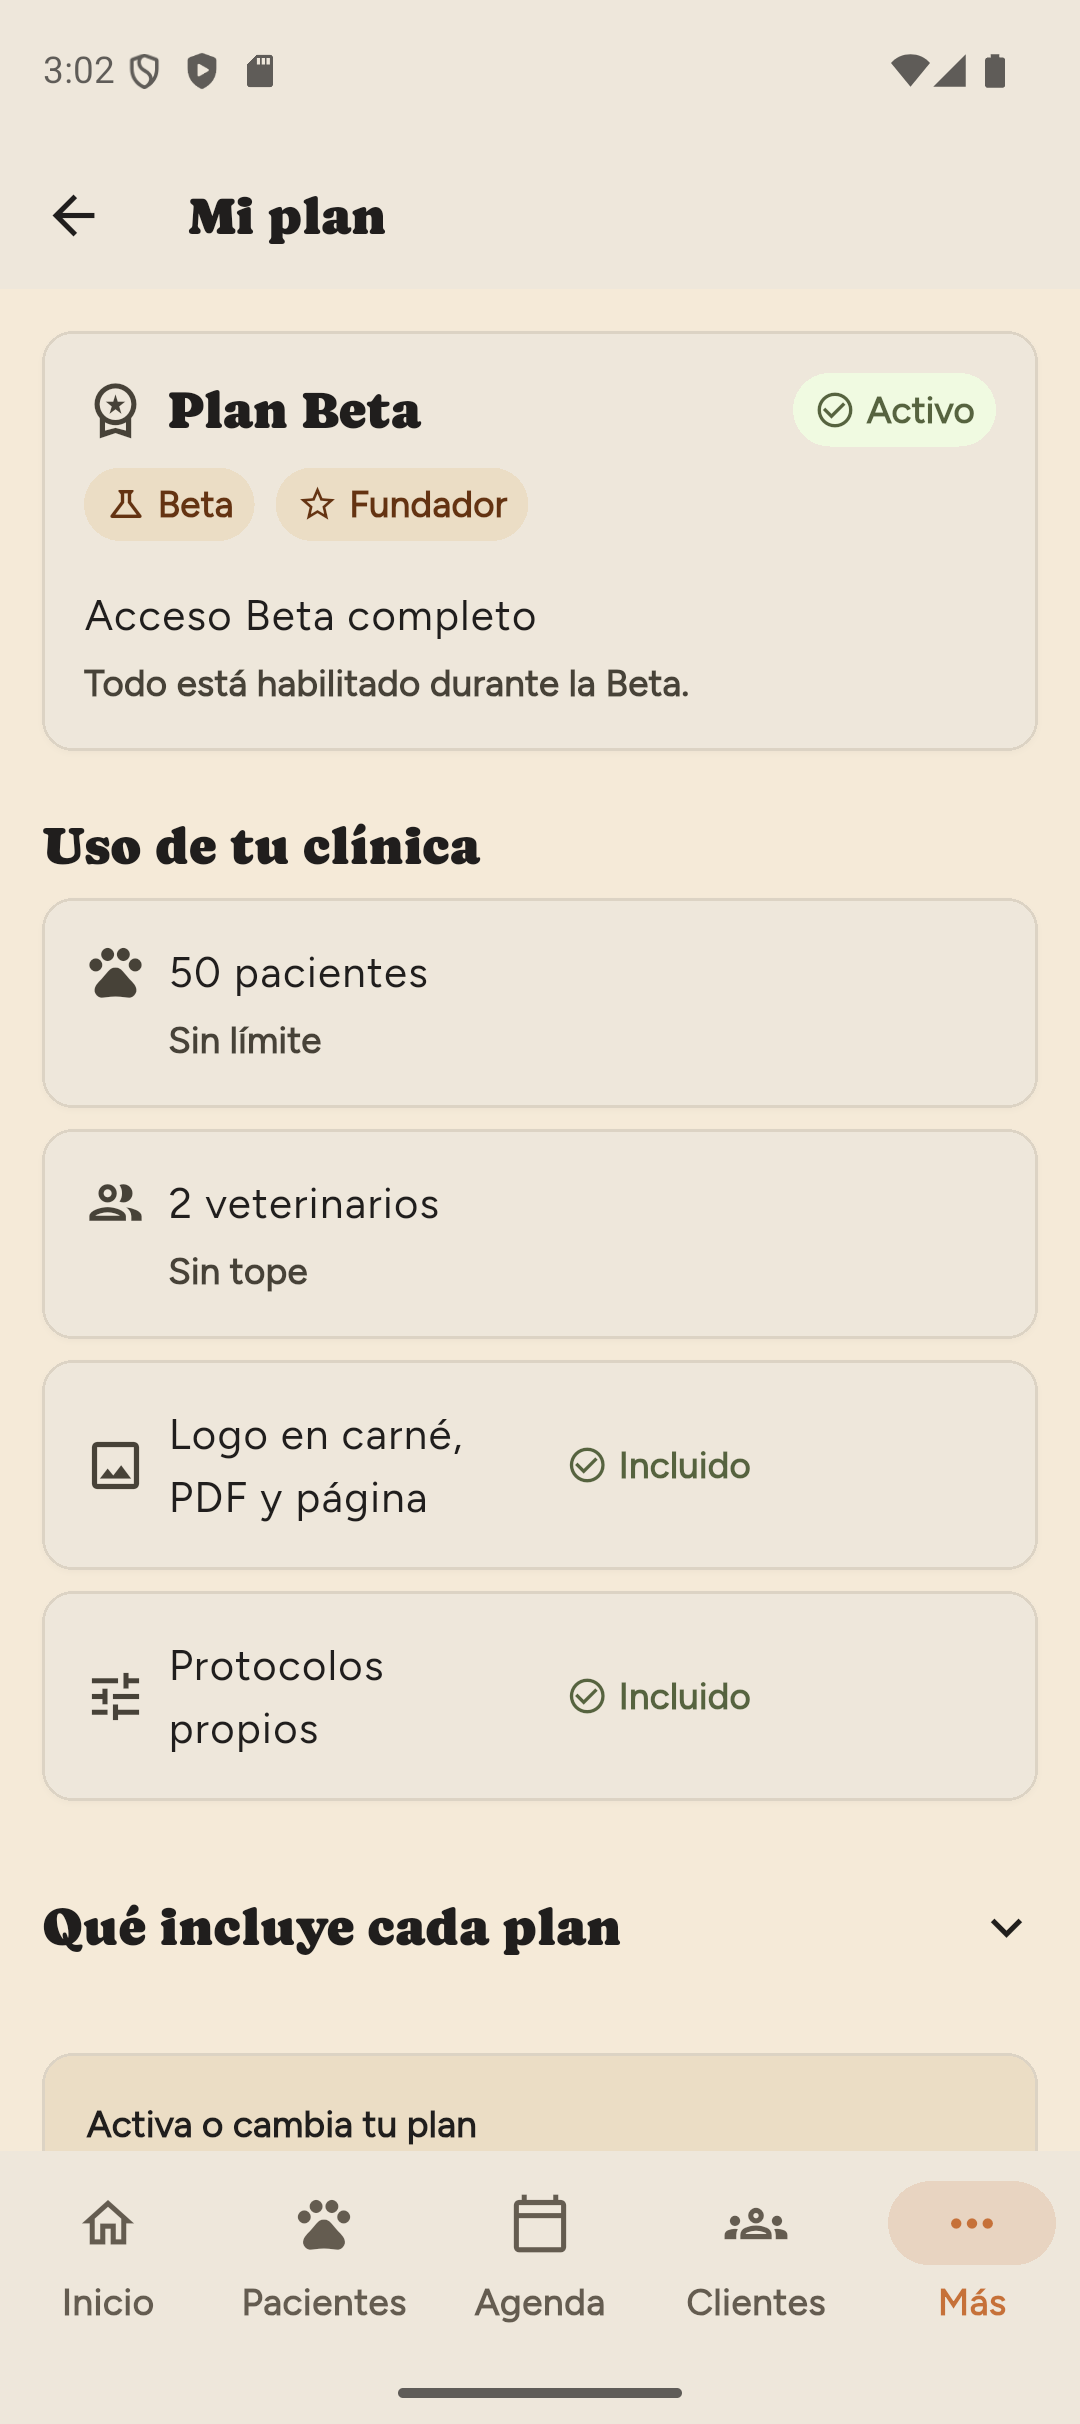 3:02
Mi plan
Plan Beta
Activo
Beta
Fundador
Acceso Beta completo
Todo está habilitado durante la Beta.
Uso de tu clínica
50 pacientes
Sin límite
2 veterinarios
Sin tope
Logo en carné,
PDF y página
Incluido
Protocolos
propios
Incluido
Qué incluye cada plan
Activa o cambia tu plan
Inicio
Pacientes
Agenda
Clientes
Más